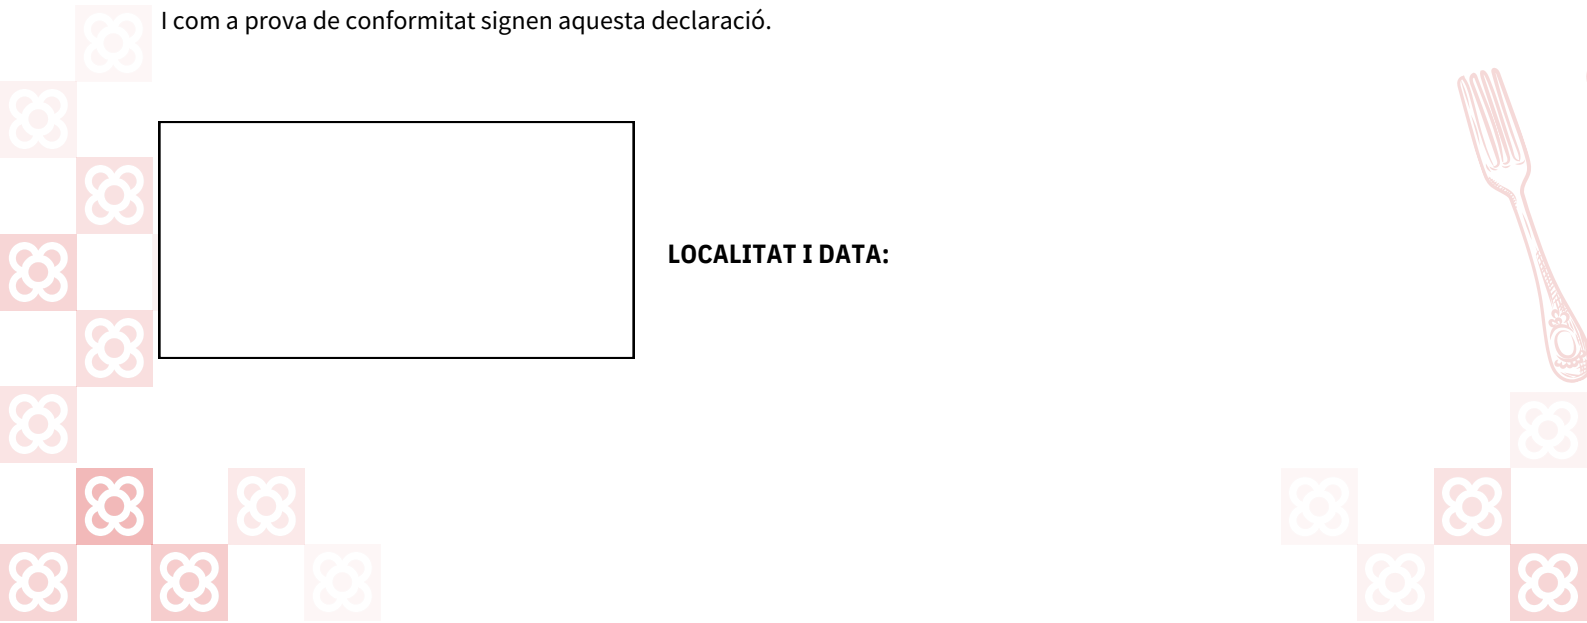 I com a prova de conformitat signen aquesta declaració.
LOCALITAT I DATA: